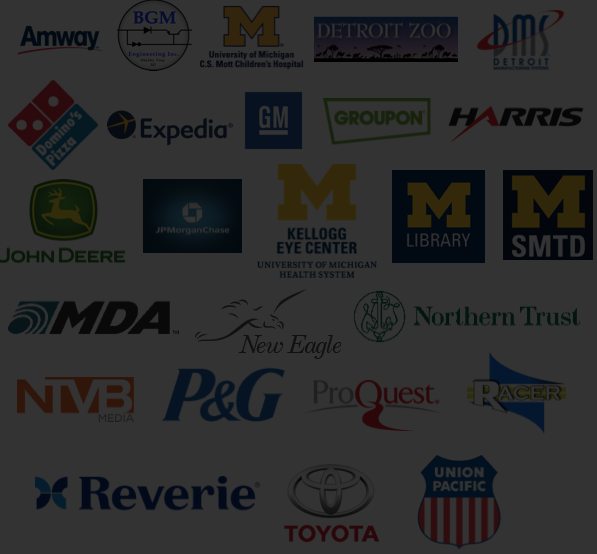 Amway
BGM
Engineering Inc.
M
University of Michigan
C.S. Mott Children's Hospital
DETROIT ZOO
DMS
DETROIT
Domino's
Pizza
Expedia
GM
GROUPON
HARRIS
JOHN DEERE
JPMorganChase
M
KELLOGG
EYE CENTER
UNIVERSITY OF MICHIGAN
HEALTH SYSTEM
M
LIBRARY
M
SMTD
MDA
TM
New Eagle
Northern Trust
NTVB
MEDIA
P&G
ProQuest
RACER
Reverie
TOYOTA
UNION
PACIFIC